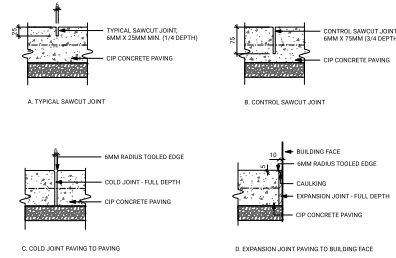 6
TYPICAL SAWCUT JOINT,
6MM X 25MM MIN. (1/4 DEPTH)
25
CIP CONCRETE PAVING
A. TYPICAL SAWCUT JOINT
CONTROL SAWCUT JOINT
6MM X 75MM (3/4 DEPTH
75
CIP CONCRETE PAVING
B. CONTROL SAWCUT JOINT
6MM RADIUS TOOLED EDGE
COLD JOINT - FULL DEPTH
CIP CONCRETE PAVING
C. COLD JOINT PAVING TO PAVING
BUILDING FACE
10
6MM RADIUS TOOLED EDGE
5
CAULKING
EXPANSION JOINT - FULL DEPTH
CIP CONCRETE PAVING
D. EXPANSION JOINT PAVING TO BUILDING FACE